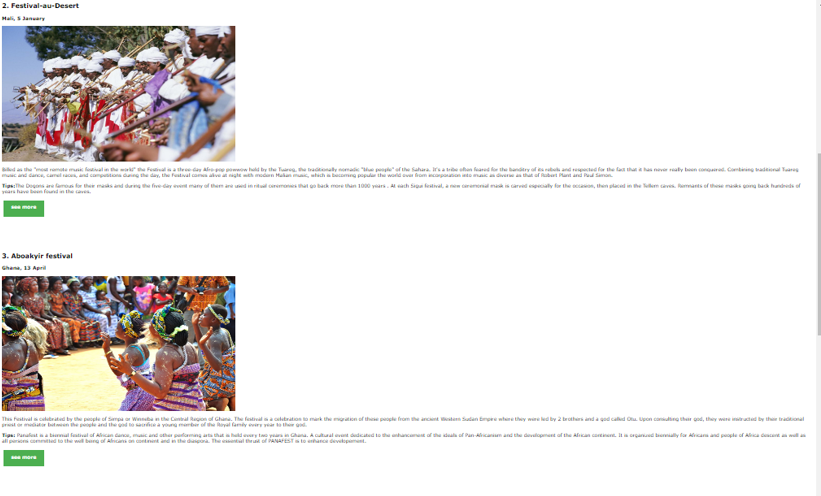 2. Festival-au-Desert
Mali, 5 January
Billed as the "most remote music festival in the world" the Festival is a three-day Afro-pop powwow held by the Tuareg, the traditionally nomadic "blue people" of the Sahara. It's a tribe often feared for the banditry of its rebels and respected for the fact that it has never really been conquered. Combining traditional Tuareg
music and dance, camel races, and competitions during the day, the Festival comes alive at night with modern Malian music, which is becoming popular the world over from incorporation into music as diverse as that of Robert Plant and Paul Simon.
Tips:The Dogons are famous for their masks and during the five-day event many of them are used in ritual ceremonies that go back more than 1000 years . At each Sigui festival, a new ceremonial mask is carved especially for the occasion, then placed in the Tellem caves. Remnants of these masks going back hundreds of
years have been found in the caves.
see more
3. Aboakyir festival
Ghana, 13 April
This Festival is celebrated by the people of Simpa or Winneba in the Central Region of Ghana. The festival is a celebration to mark the migration of these people from the ancient Western Sudan Empire where they were led by 2 brothers and a god called Otu. Upon consulting their god, they were instructed by their traditional
priest or mediator between the people and the god to sacrifice a young member of the Royal family every year to their god.
Tips: Panafest is a biennial festival of African dance, music and other performing arts that is held every two years in Ghana. A cultural event dedicated to the enhancement of the ideals of Pan-Africanism and the development of the African continent. It is organized biennially for Africans and people of Africa descent as well as
all persons committed to the well being of Africans on continent and in the diaspora. The essential thrust of PANAFEST is to enhance development.
see more